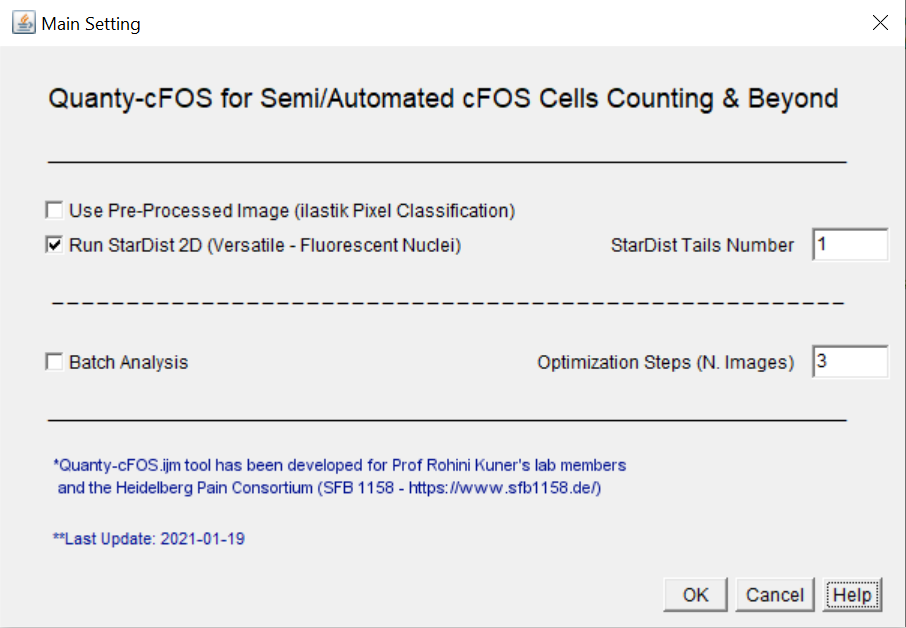 Main Setting
Quanty-cFOS for Semi/Automated cFOS Cells Counting & Beyond
Use Pre-Processed Image (ilastik Pixel Classification)
Run StarDist 2D (Versatile - Fluorescent Nuclei) StarDist Tails Number 1
Batch Analysis Optimization Steps (N. Images) 3
*Quanty-cFOS.ijm tool has been developed for Prof Rohini Kuner's lab members
and the Heidelberg Pain Consortium (SFB 1158 - https://www.sfb1158.de/)
**Last Update: 2021-01-19
OK Cancel Help